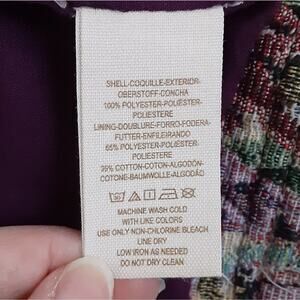 SHELL-COQUILLE-EXTERIOR-
OBERSTOFF-CONCHA
100% POLYESTER-POLIÉSTER-
POLIESTERE
LINING-DOUBLURE-FORRO-FODERA-
FUTTER-ENFILEIRANDO
65% POLYESTER-POLIÉSTER-
POLIESTERE
35% COTTON-COTON-ALGODÓN-
COTONE-BAUMWOLLE-ALGODÃO
MACHINE WASH COLD
WITH LIKE COLORS
USE ONLY NON-CHLORINE BLEACH
LINE DRY
LOW IRON AS NEEDED
DO NOT DRY CLEAN